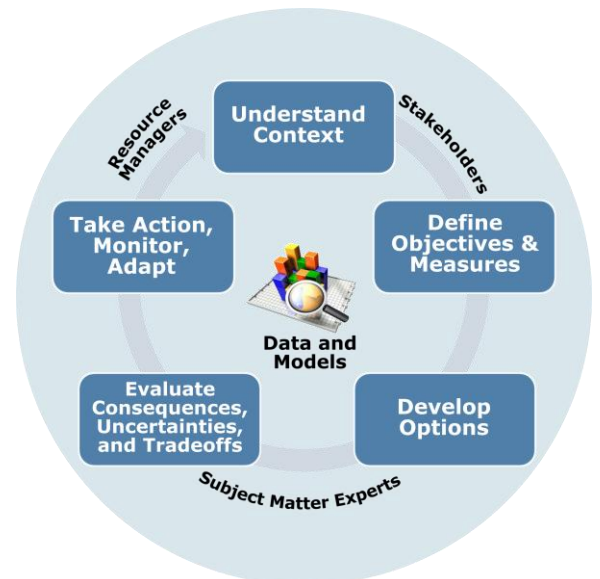 Understand
Context
Stakeholders
Define
Objectives &
Measures
Develop
Options
Subject Matter Experts
Evaluate
Consequences,
Uncertainties,
and Tradeoffs
Take Action,
Monitor,
Adapt
Resource
Managers
Data and
Models